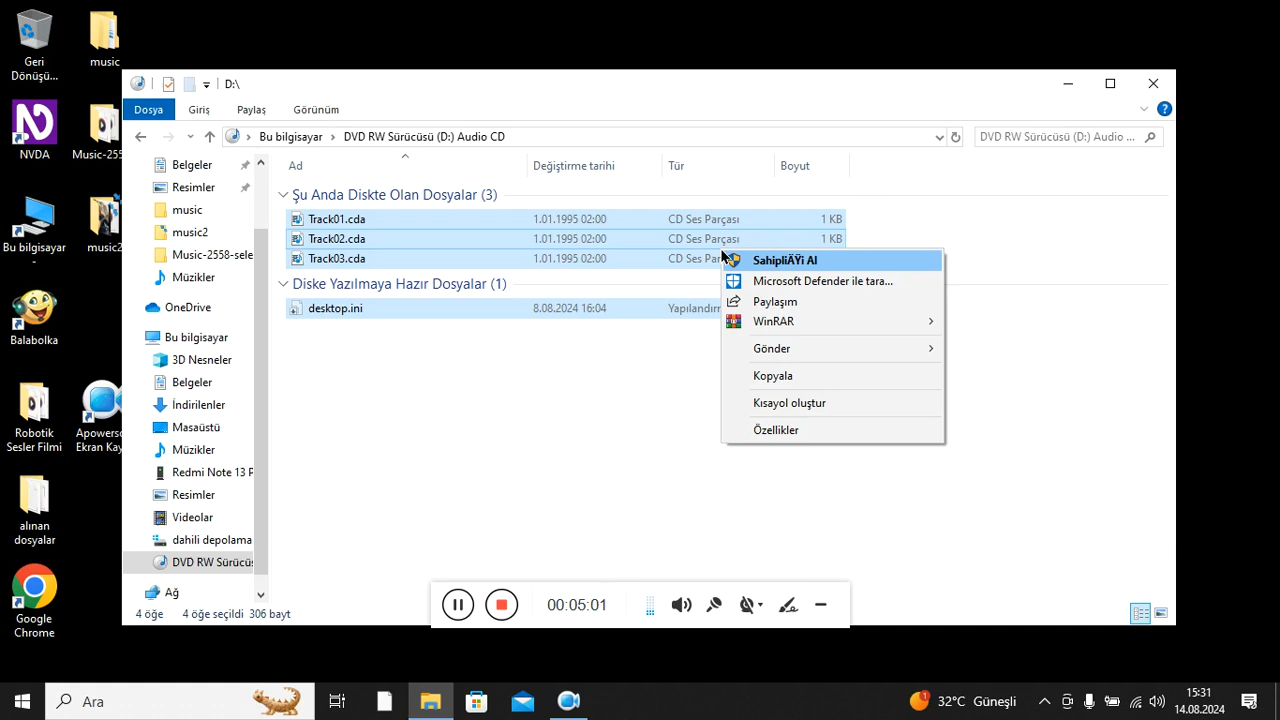 Geri
Dönüşü...
music
NVDA
Music-255
Bu bilgisayar
music2
Balabolka
Robotik
Sesler Filmi
Apowerso
Ekran Kay
alınan
dosyalar
Google
Chrome
D:\
Dosya
Giriş
Paylaş
Görünüm
Bu bilgisayar
DVD RW Sürücüsü (D:) Audio CD
DVD RW Sürücüsü (D:) Audio ...
Belgeler
Resimler
music
music2
Music-2558-sele
Müzikler
OneDrive
Bu bilgisayar
3D Nesneler
Belgeler
İndirilenler
Masaüstü
Müzikler
Redmi Note 13 P
Resimler
Videolar
dahili depolama
DVD RW Sürücüs
Ağ
Ad
Değiştirme tarihi
Tür
Boyut
Şu Anda Diskte Olan Dosyalar (3)
Track01.cda 1.01.1995 02:00 CD Ses Parçası 1 KB
Track02.cda 1.01.1995 02:00 CD Ses Parçası 1 KB
Track03.cda 1.01.1995 02:00 CD Ses Par
Diske Yazılmaya Hazır Dosyalar (1)
desktop.ini 8.08.2024 16:04 Yapılandır
SahipliÄŸi Al
Microsoft Defender ile tara...
Paylaşım
WinRAR
Gönder
Kopyala
Kısayol oluştur
Özellikler
4 öğe
4 öğe seçildi 306 bayt
00:05:01
Ara
32°C Güneşli
15:31
14.08.2024